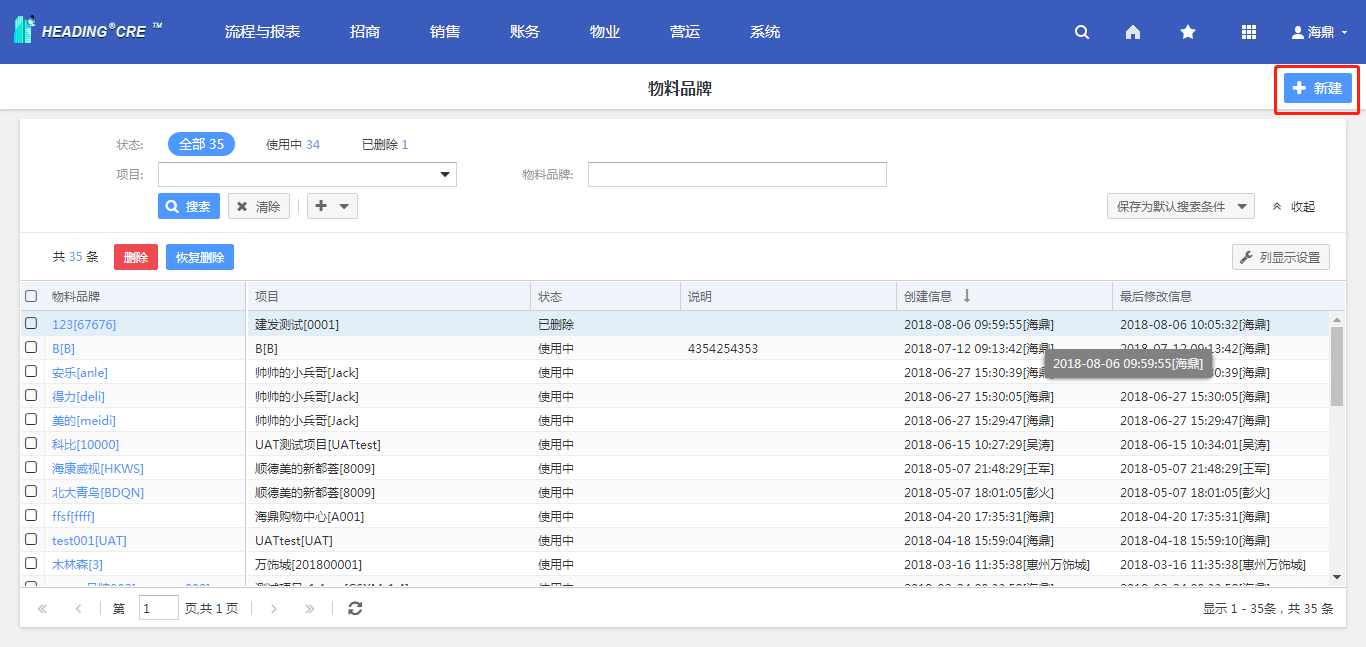 HEADING®CRE ™ 流程与报表 招商 销售 账务 物业 营运 系统 海鼎
物料品牌 新建
状态: 全部 35 使用中 34 已删除 1
项目: 物料品牌:
搜索 清除 保存为默认搜索条件 收起
共 35 条 删除 恢复删除 列显示设置
物料品牌 项目 状态 说明 创建信息 最后修改信息
123[67676] 建发测试[0001] 已删除 2018-08-06 09:59:55[海鼎] 2018-08-06 10:05:32[海鼎]
B[B] B[B] 使用中 4354254353 2018-07-12 09:13:42[海鼎] 2018-07-12 09:13:42[海鼎]
2018-08-06 09:59:55[海鼎]
安乐[anle] 帅帅的小兵哥[Jack] 使用中 2018-06-27 15:30:39[海鼎] :30:39[海鼎]
得力[deli] 帅帅的小兵哥[Jack] 使用中 2018-06-27 15:30:05[海鼎] 2018-06-27 15:30:05[海鼎]
美的[meidi] 帅帅的小兵哥[Jack] 使用中 2018-06-27 15:29:47[海鼎] 2018-06-27 15:29:47[海鼎]
科比[10000] UAT测试项目[UATtest] 使用中 2018-06-15 10:27:29[吴涛] 2018-06-15 10:34:01[吴涛]
海康威视[HKWS] 顺德美的新都荟[8009] 使用中 2018-05-07 21:48:29[王军] 2018-05-07 21:48:29[王军]
北大青鸟[BDQN] 顺德美的新都荟[8009] 使用中 2018-05-07 18:01:05[彭火] 2018-05-07 18:01:05[彭火]
ffsf[ffff] 海鼎购物中心[A001] 使用中 2018-04-20 17:35:31[海鼎] 2018-04-20 17:35:31[海鼎]
test001[UAT] UATtest[UAT] 使用中 2018-04-18 15:59:04[海鼎] 2018-04-18 15:59:10[海鼎]
木林森[3] 万饰城[201800001] 使用中 2018-03-16 11:35:38[惠州万饰城] 2018-03-16 11:35:38[惠州万饰城]
第 1 页,共 1 页 显示 1 - 35条，共 35 条